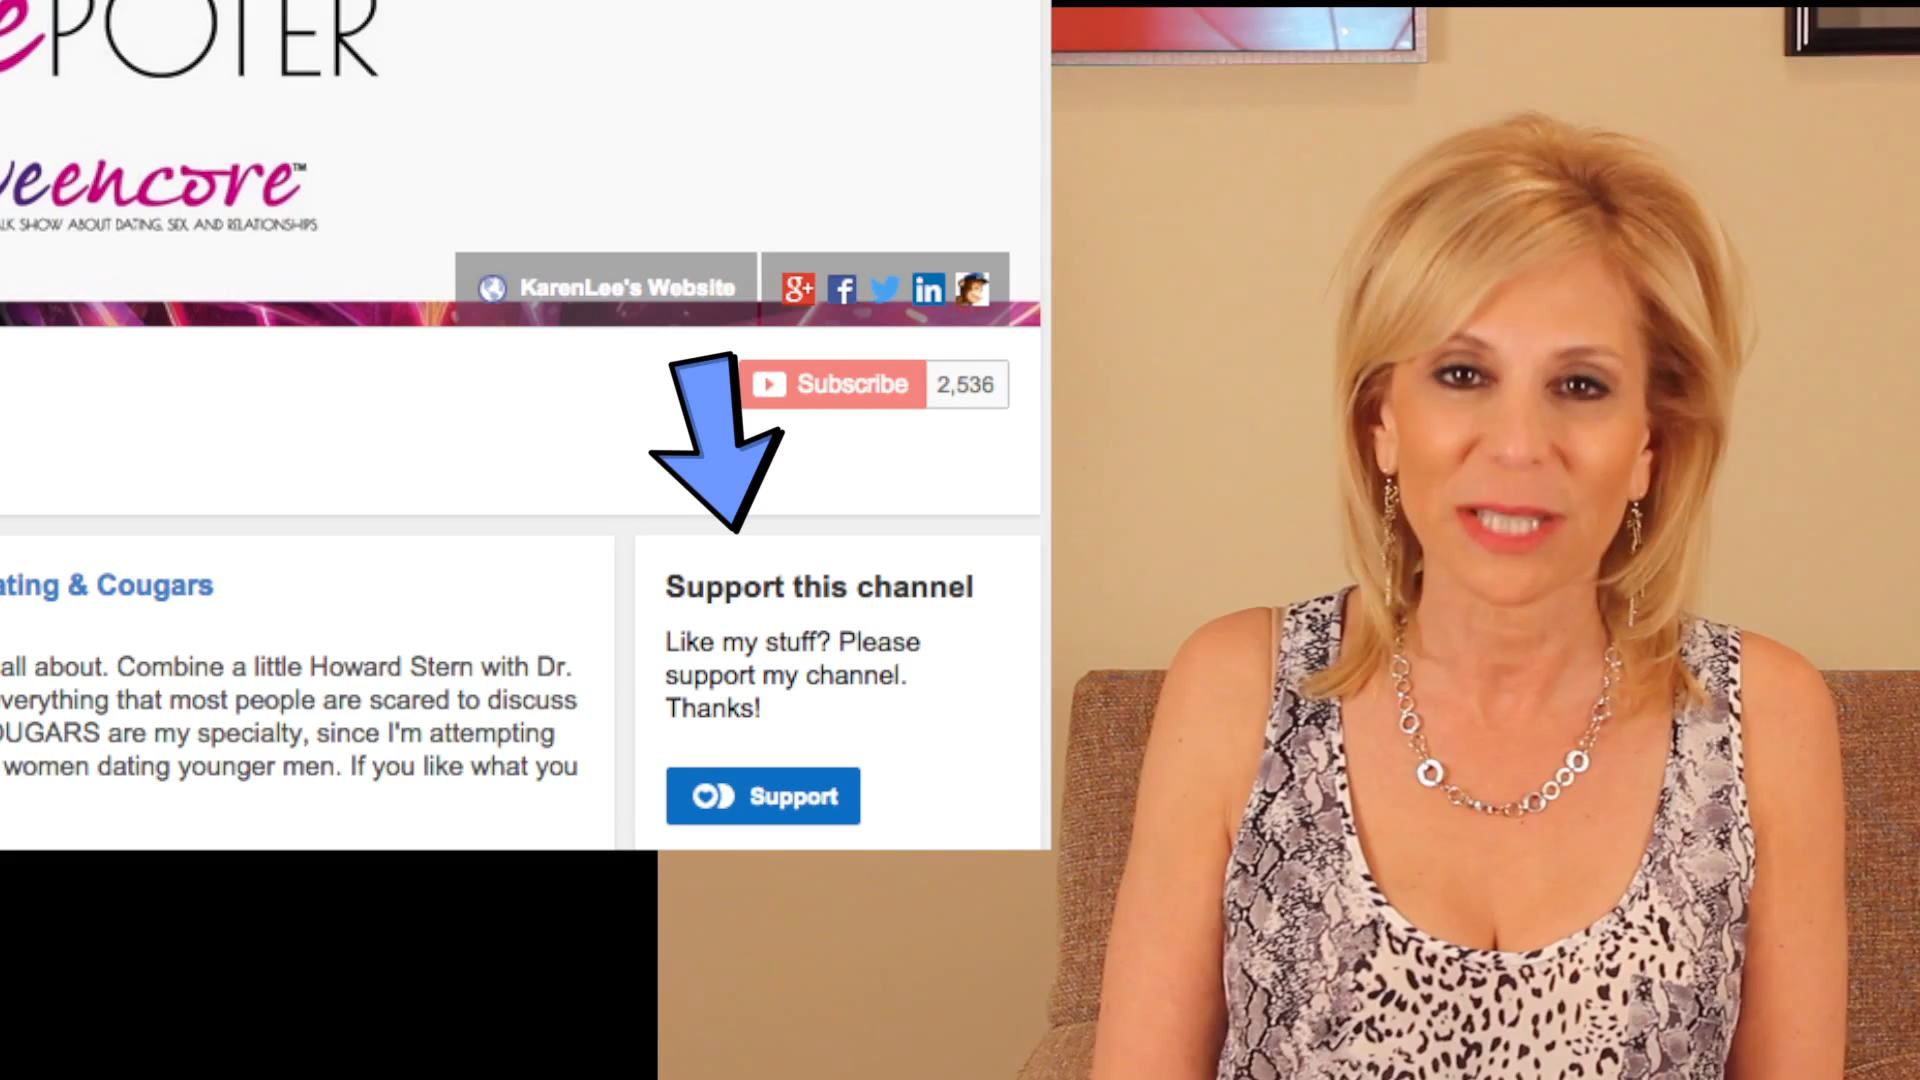 ePOTER
veencore™
LK SHOW ABOUT DATING, SEX, AND RELATIONSHIPS
KarenLee's Website
g+ f in
Subscribe 2,536
ating & Cougars
all about. Combine a little Howard Stern with Dr.
verything that most people are scared to discuss
OUGARS are my specialty, since I'm attempting
women dating younger men. If you like what you
Support this channel
Like my stuff? Please
support my channel.
Thanks!
Support